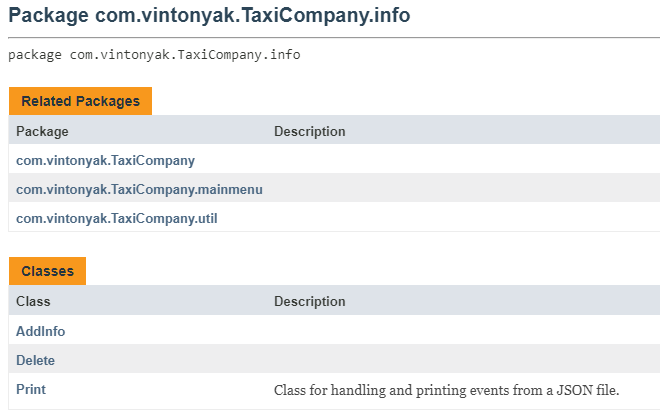 Package com.vintonyak.TaxiCompany.info
package com.vintonyak.TaxiCompany.info
Related Packages
Package Description
com.vintonyak.TaxiCompany
com.vintonyak.TaxiCompany.mainmenu
com.vintonyak.TaxiCompany.util
Classes
Class Description
AddInfo
Delete
Print Class for handling and printing events from a JSON file.